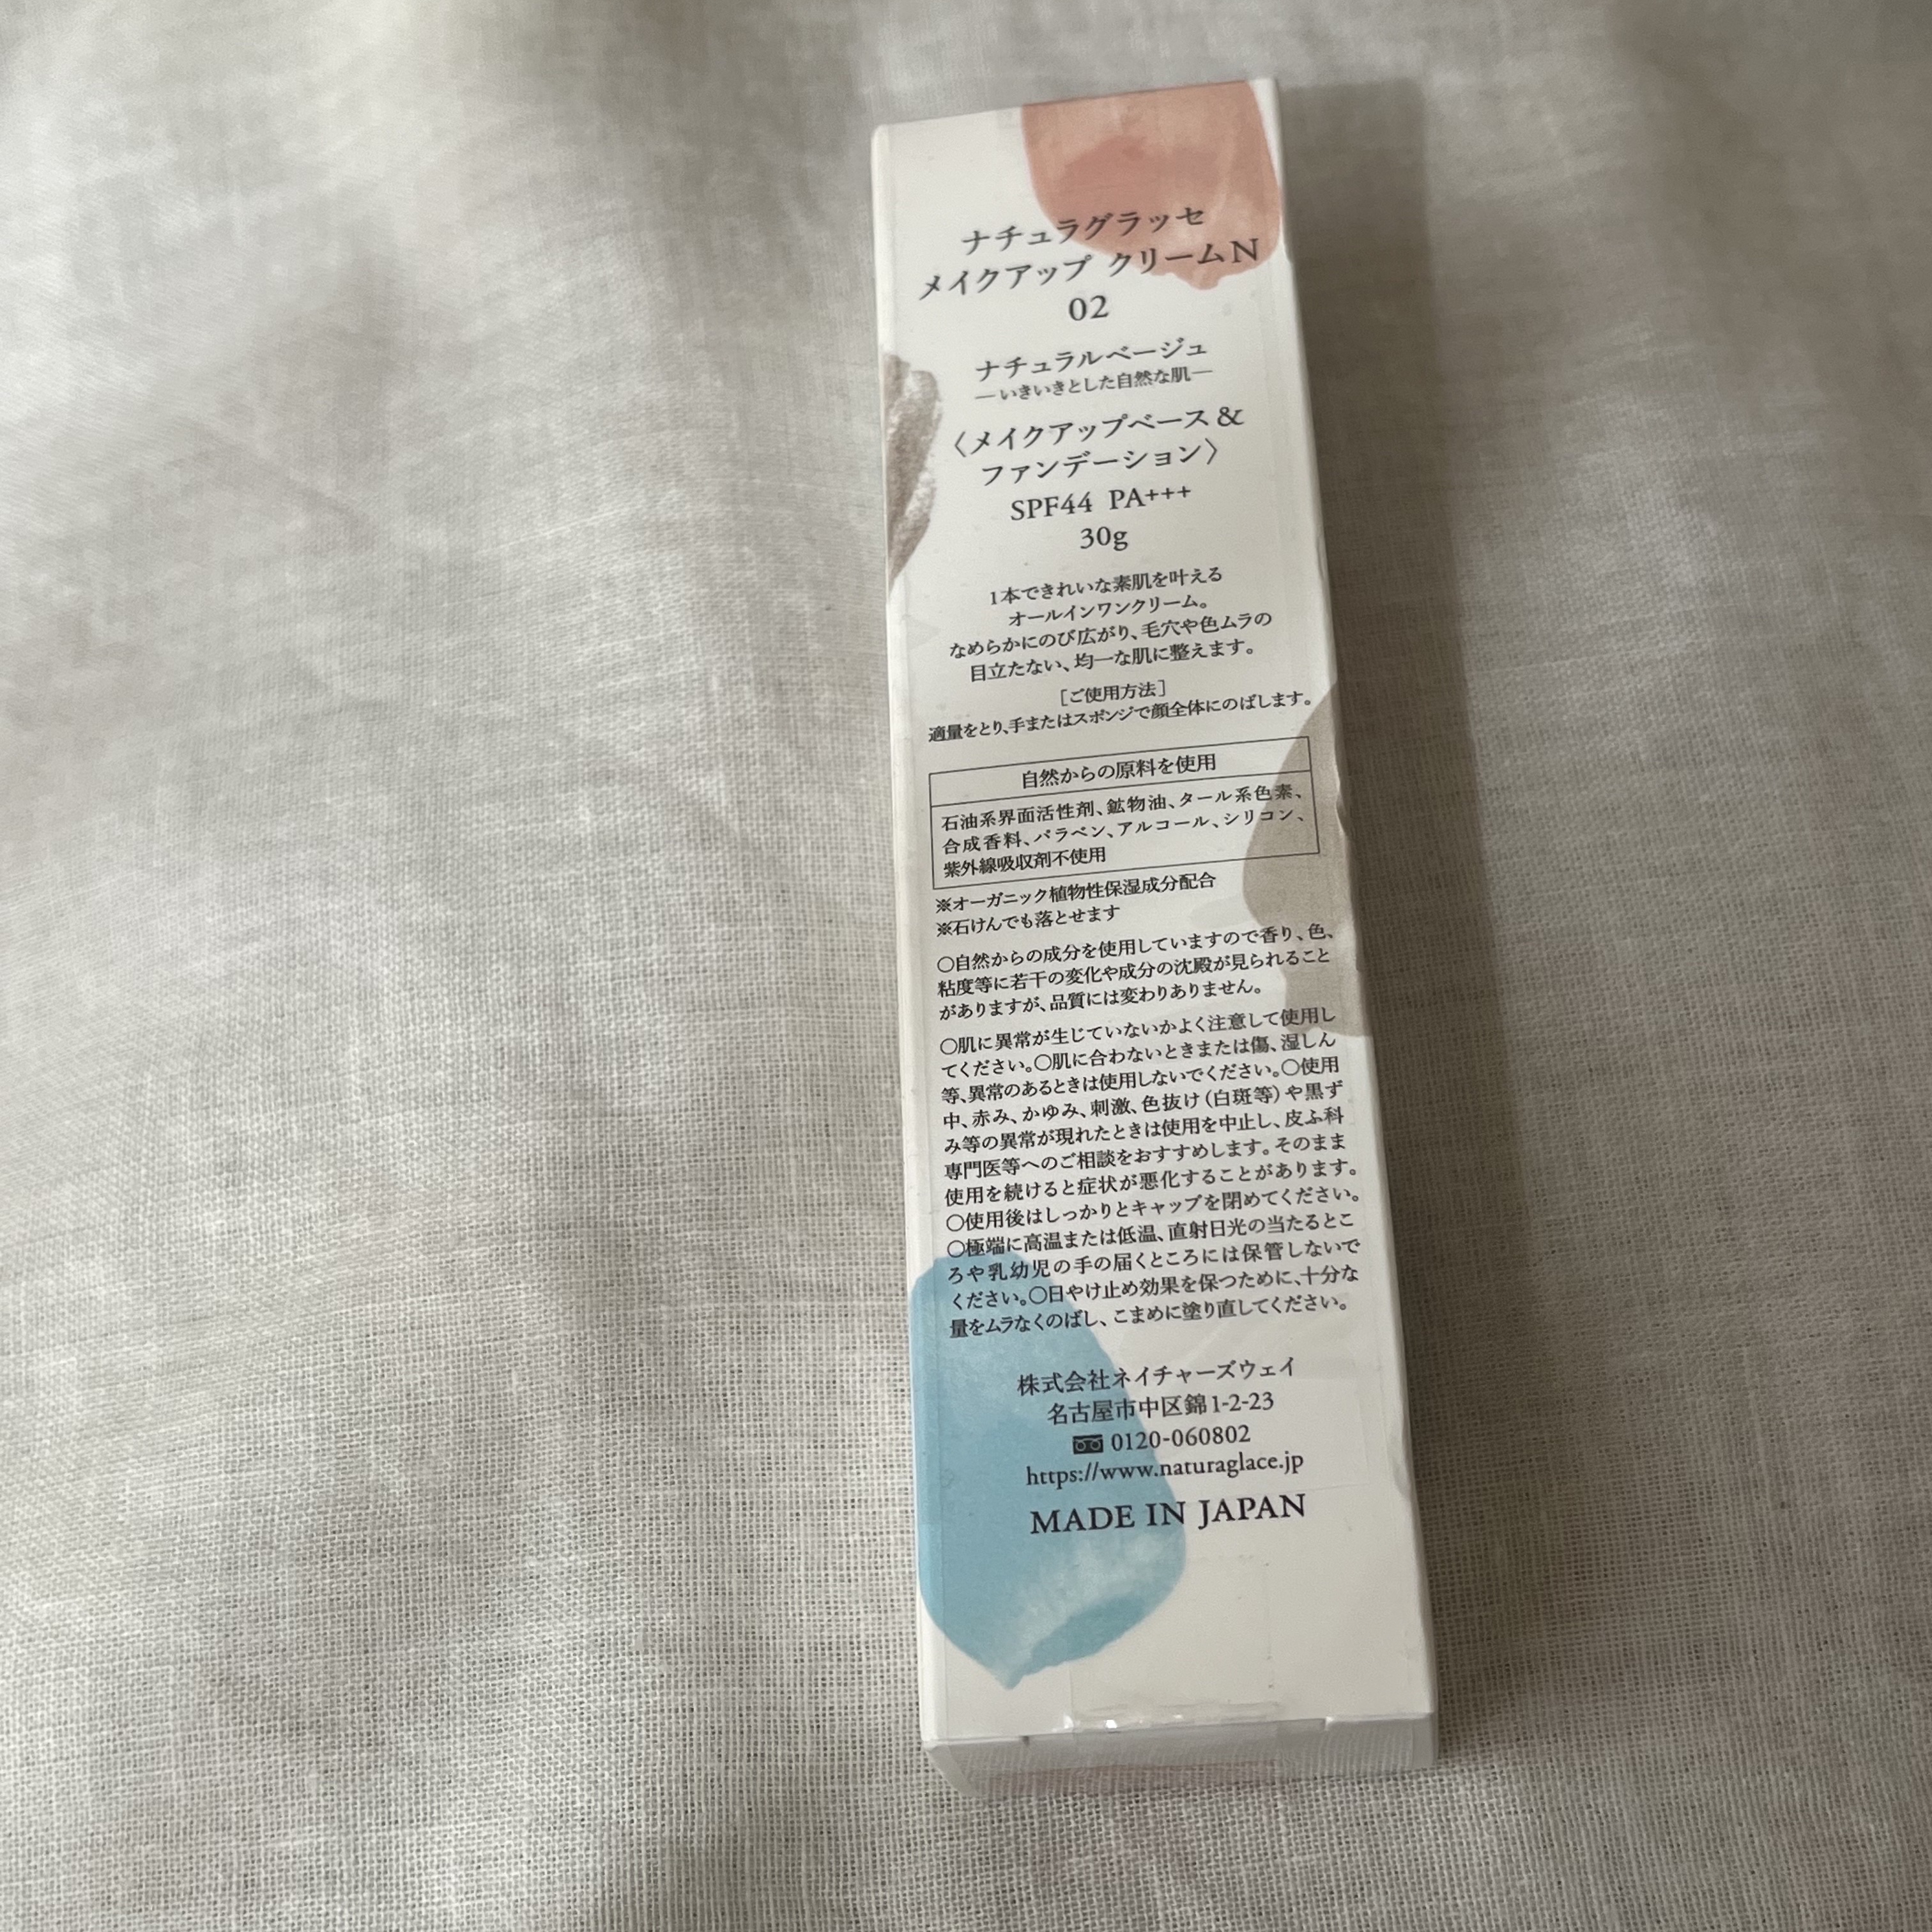 ナチュラグラッセ
メイクアップ クリームN
02
ナチュラルベージュ
―いきいきとした自然な肌―
〈メイクアップベース&
ファンデーション〉
SPF44 PA+++
30g
1本できれいな素肌を叶える
オールインワンクリーム。
なめらかにのび広がり、毛穴や色ムラの
目立たない、均一な肌に整えます。
[ご使用方法]
適量をとり、手またはスポンジで顔全体にのばします。
自然からの原料を使用
石油系界面活性剤、鉱物油、タール系色素、
合成香料、パラベン、アルコール、シリコン、
紫外線吸収剤不使用
※オーガニック植物性保湿成分配合
※石けんでも落とせます
○自然からの成分を使用していますので香り、色、
粘度等に若干の変化や成分の沈殿が見られること
がありますが、品質には変わりありません。
○肌に異常が生じていないかよく注意して使用し
てください。○肌に合わないときまたは傷、湿しん
等、異常のあるときは使用しないでください。○使用
中、赤み、かゆみ、刺激、色抜け(白斑等)や黒ず
み等の異常が現れたときは使用を中止し、皮ふ科
専門医等へのご相談をおすすめします。そのまま
使用を続けると症状が悪化することがあります。
○使用後はしっかりとキャップを閉めてください。
○極端に高温または低温、直射日光の当たるとこ
ろや乳幼児の手の届くところには保管しないで
ください。○日やけ止め効果を保つために、十分な
量をムラなくのばし、こまめに塗り直してください。
株式会社ネイチャーズウェイ
名古屋市中区錦1-2-23
0120-060802
https://www.naturaglace.jp
MADE IN JAPAN